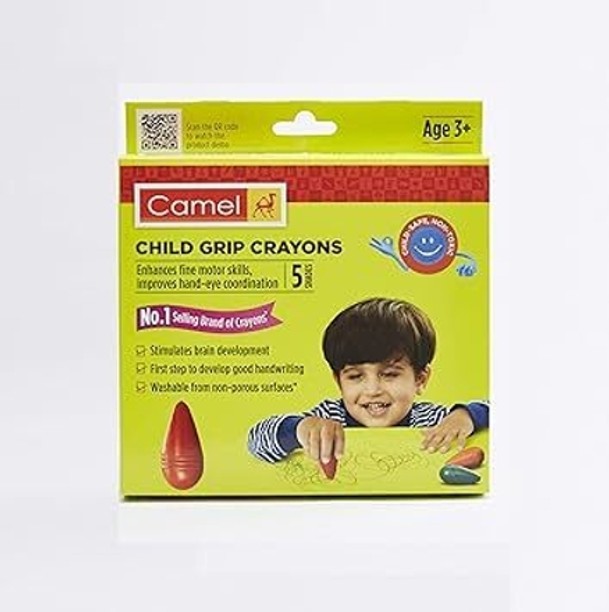 Scan the QR code
to watch the
product demo
Age 3+
Camel
CHILD GRIP CRAYONS
CHILD-SAFE, NON-TOXIC
Enhances fine motor skills,
improves hand-eye coordination
5
SHADES
No.1 Selling Brand of Crayons*
Stimulates brain development
First step to develop good handwriting
Washable from non-porous surfaces*